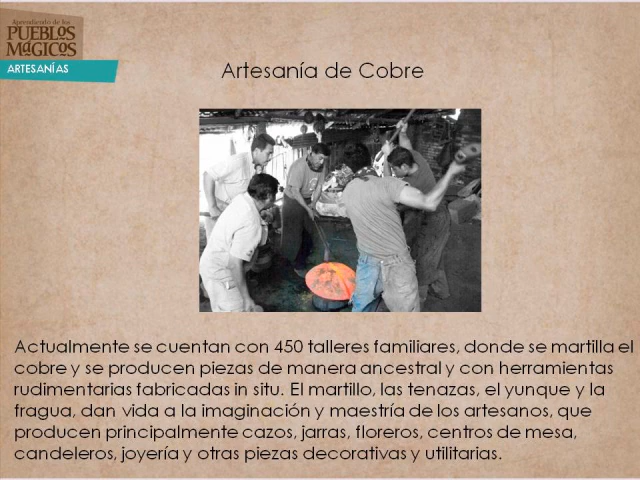 Aprendiendo de los
PUEBLOS
MÁGICOS
ARTESANÍAS
Artesanía de Cobre
Actualmente se cuentan con 450 talleres familiares, donde se martilla el
cobre y se producen piezas de manera ancestral y con herramientas
rudimentarias fabricadas in situ. El martillo, las tenazas, el yunque y la
fragua, dan vida a la imaginación y maestría de los artesanos, que
producen principalmente cazos, jarras, floreros, centros de mesa,
candeleros, joyería y otras piezas decorativas y utilitarias.